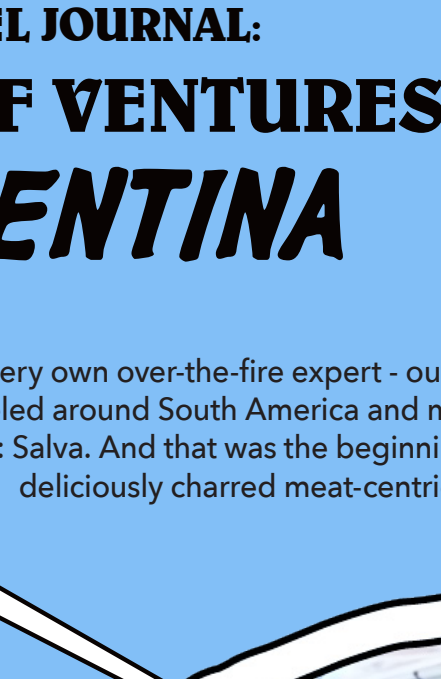 EL JOURNAL:
F VENTURES
ENTINA
ery own over-the-fire expert - ou
led around South America and m
: Salva. And that was the beginni
deliciously charred meat-centri